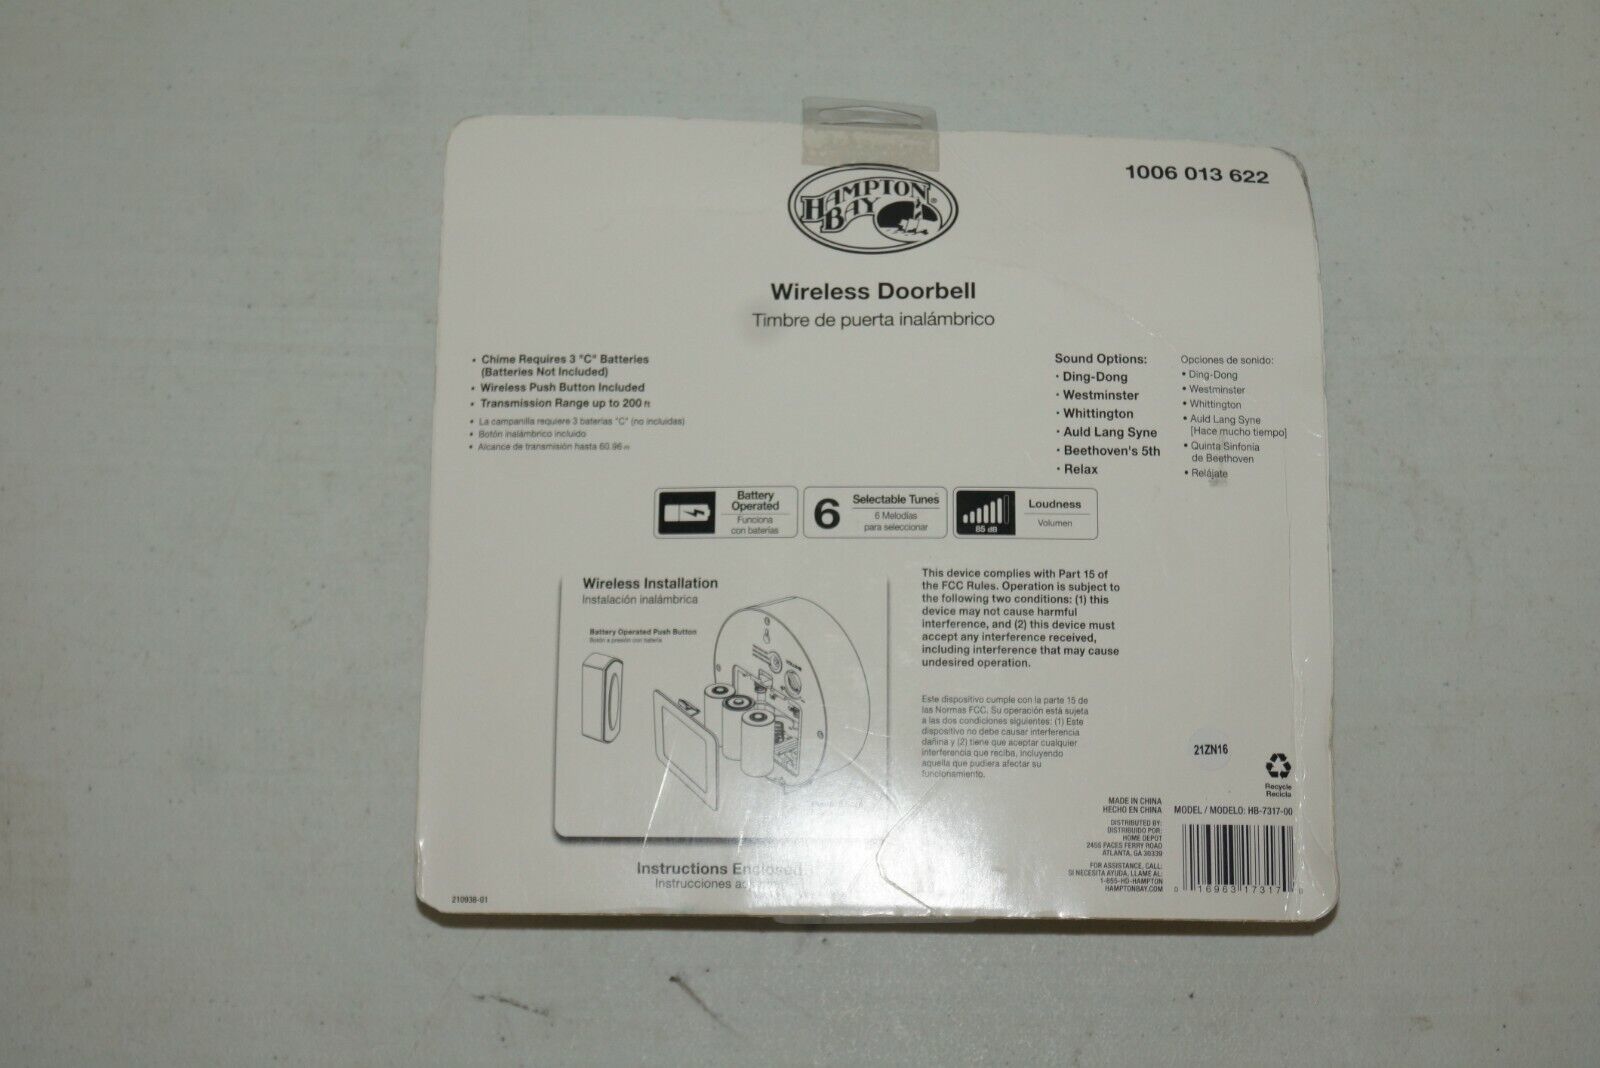 1006 013 622
HAMPTON
BAY®
Wireless Doorbell
Timbre de puerta inalámbrico
• Chime Requires 3 "C" Batteries
(Batteries Not Included)
• Wireless Push Button Included
• Transmission Range up to 200 ft
• La campanilla requiere 3 baterías "C" (no incluidas)
• Botón inalámbrico incluido
• Alcance de transmisión hasta 60.96 m
Sound Options:
• Ding-Dong
• Westminster
• Whittington
• Auld Lang Syne
• Beethoven's 5th
• Relax
Opciones de sonido:
• Ding-Dong
• Westminster
• Whittington
• Auld Lang Syne
[Hace mucho tiempo]
• Quinta Sinfonía
de Beethoven
• Relájate
Battery
Operated
Funciona
con baterías
6
Selectable Tunes
6 Melodías
para seleccionar
85 dB
Loudness
Volumen
Wireless Installation
Instalación inalámbrica
Battery Operated Push Button
Botón a presión con batería
This device complies with Part 15 of
the FCC Rules. Operation is subject to
the following two conditions: (1) this
device may not cause harmful
interference, and (2) this device must
accept any interference received,
including interference that may cause
undesired operation.
Este dispositivo cumple con la parte 15 de
las Normas FCC. Su operación está sujeta
a las dos condiciones siguientes: (1) Este
dispositivo no debe causar interferencia
dañina y (2) tiene que aceptar cualquier
interferencia que reciba, incluyendo
aquella que pudiera afectar su
funcionamiento.
21ZN16
Recycle
Recicla
MADE IN CHINA
HECHO EN CHINA
DISTRIBUTED BY:
DISTRIBUIDO POR:
HOME DEPOT
2455 PACES FERRY ROAD
ATLANTA, GA 30339
FOR ASSISTANCE, CALL:
SI NECESITA AYUDA, LLAME AL:
1-855-HD-HAMPTON
HAMPTONBAY.COM
MODEL / MODELO: HB-7317-00
0 16963 17317 0
Instructions Enclosed
Instrucciones
210938-01